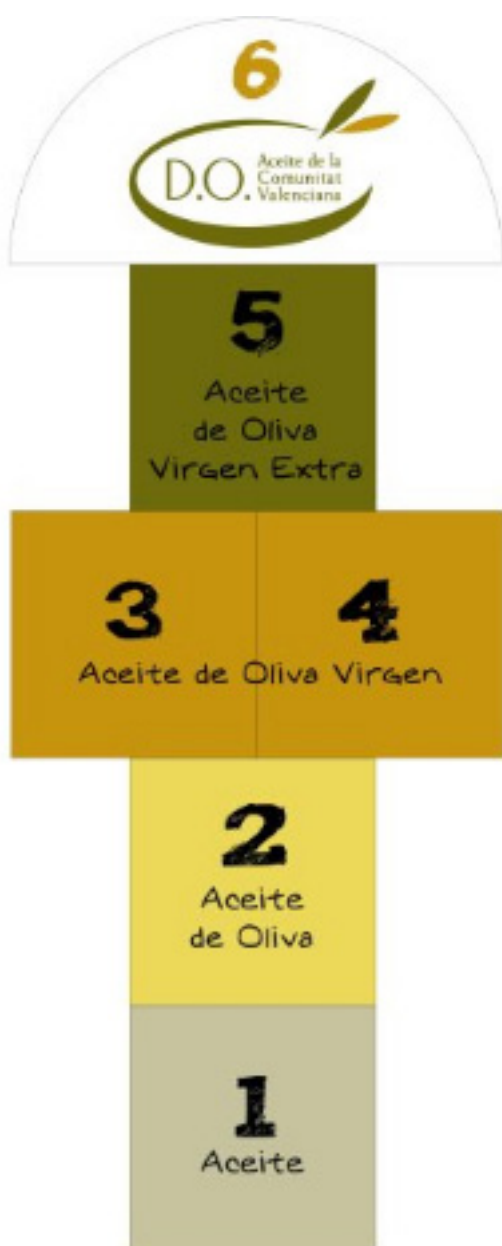 6
D.O. Aceite de la
Comunitat
Valenciana
5
Aceite
de Oliva
Virgen Extra
3 4
Aceite de Oliva Virgen
2
Aceite
de Oliva
1
Aceite